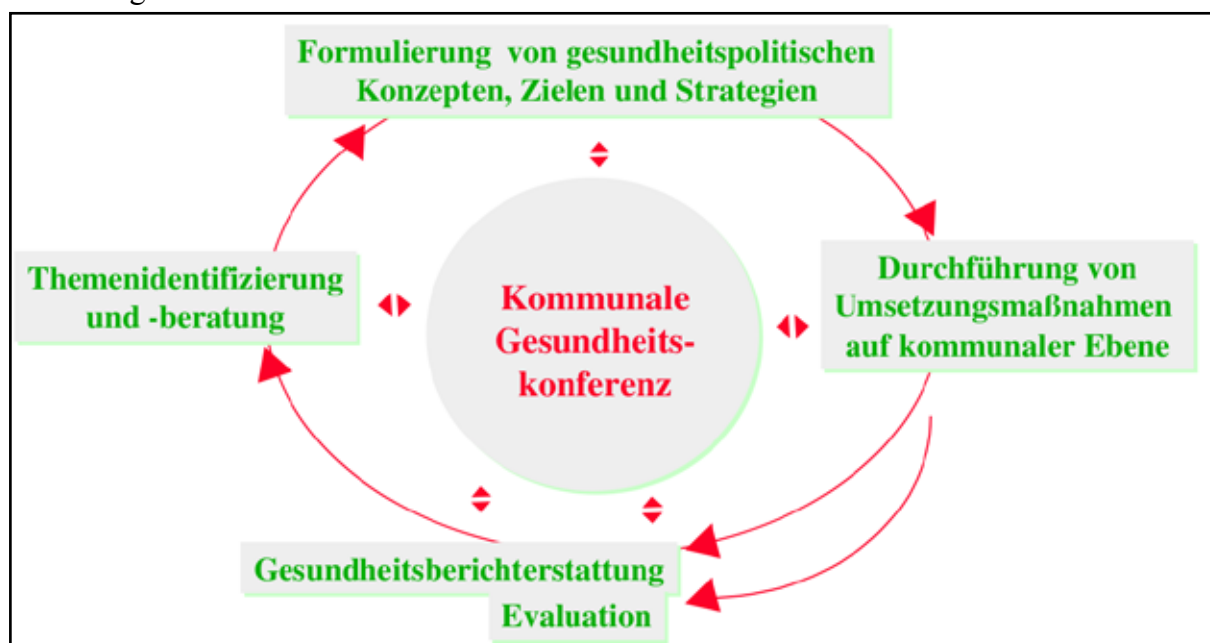 Formulierung von gesundheitspolitischen
Konzepten, Zielen und Strategien
Themenidentifizierung
und -beratung
Kommunale
Gesundheits-
konferenz
Durchführung von
Umsetzungsmaßnahmen
auf kommunaler Ebene
Gesundheitsberichterstattung
Evaluation